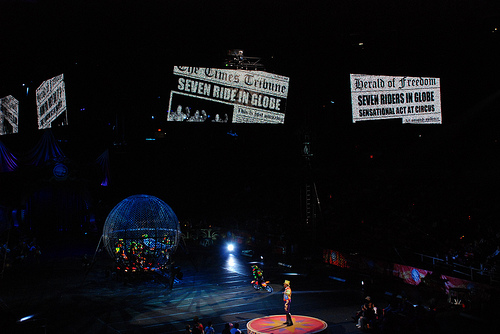 The Times Tribune
SEVEN RIDE IN GLOBE
Herald of Freedom
SEVEN RIDERS IN GLOBE
SENSATIONAL ACT AT CIRCUS